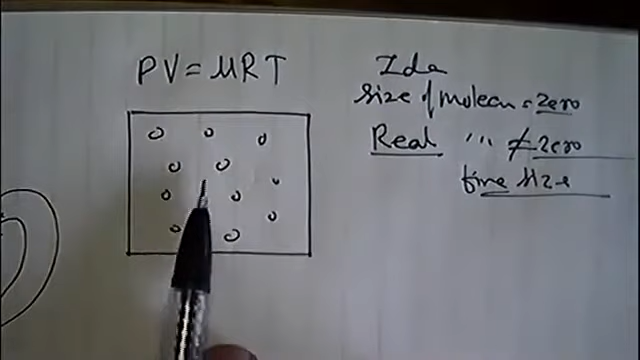 PV = μRT
Ide
size of molecu = zero
Real '' ≠ zero
fine size